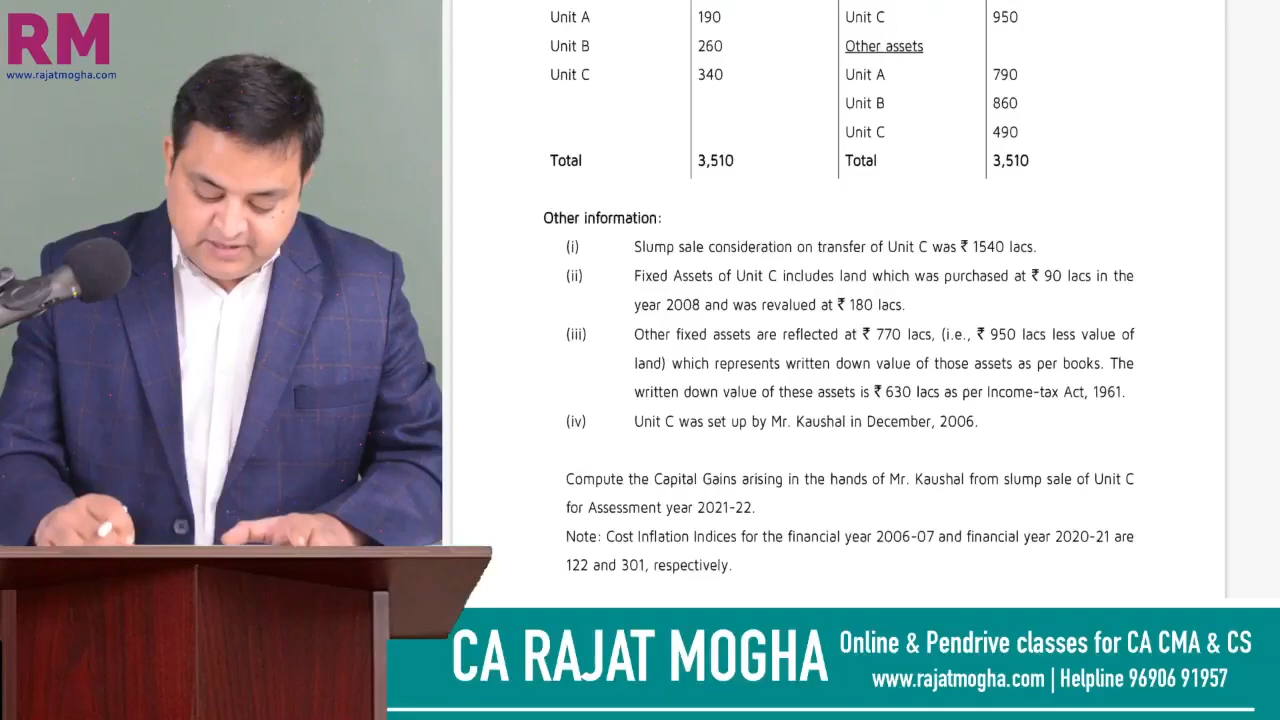 RM
www.rajatmogha.com
Unit A 190 Unit C 950
Unit B 260 Other assets
Unit C 340 Unit A 790
Unit B 860
Unit C 490
Total 3,510 Total 3,510
Other information:
(i) Slump sale consideration on transfer of Unit C was ₹ 1540 lacs.
(ii) Fixed Assets of Unit C includes land which was purchased at ₹ 90 lacs in the
year 2008 and was revalued at ₹ 180 lacs.
(iii) Other fixed assets are reflected at ₹ 770 lacs, (i.e., ₹ 950 lacs less value of
land) which represents written down value of those assets as per books. The
written down value of these assets is ₹ 630 lacs as per Income-tax Act, 1961.
(iv) Unit C was set up by Mr. Kaushal in December, 2006.
Compute the Capital Gains arising in the hands of Mr. Kaushal from slump sale of Unit C
for Assessment year 2021-22.
Note: Cost Inflation Indices for the financial year 2006-07 and financial year 2020-21 are
122 and 301, respectively.
CA RAJAT MOGHA
Online & Pendrive classes for CA CMA & CS
www.rajatmogha.com | Helpline 96906 91957